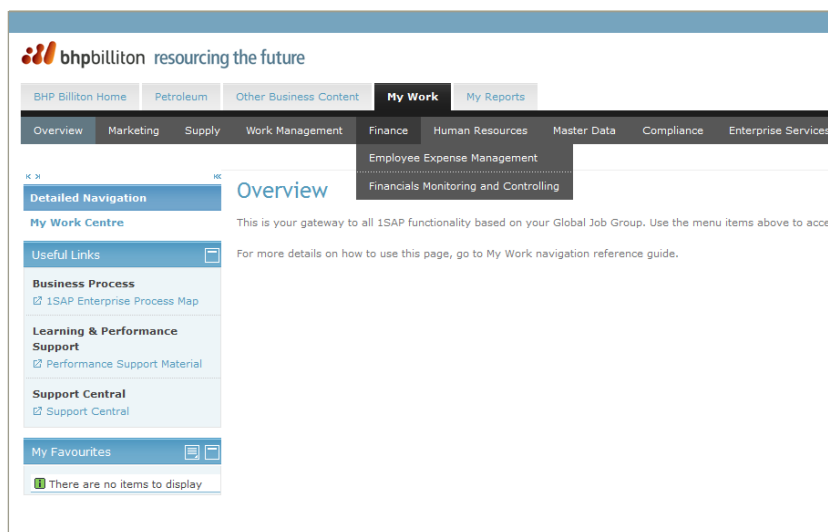 bhpbilliton resourcing the future
BHP Billiton Home Petroleum Other Business Content My Work My Reports
Overview Marketing Supply Work Management Finance Human Resources Master Data Compliance Enterprise Services
Employee Expense Management
Financials Monitoring and Controlling
Detailed Navigation
My Work Centre
Useful Links
Business Process
1SAP Enterprise Process Map
Learning & Performance
Support
Performance Support Material
Support Central
Support Central
My Favourites
There are no items to display
Overview
This is your gateway to all 1SAP functionality based on your Global Job Group. Use the menu items above to acce
For more details on how to use this page, go to My Work navigation reference guide.